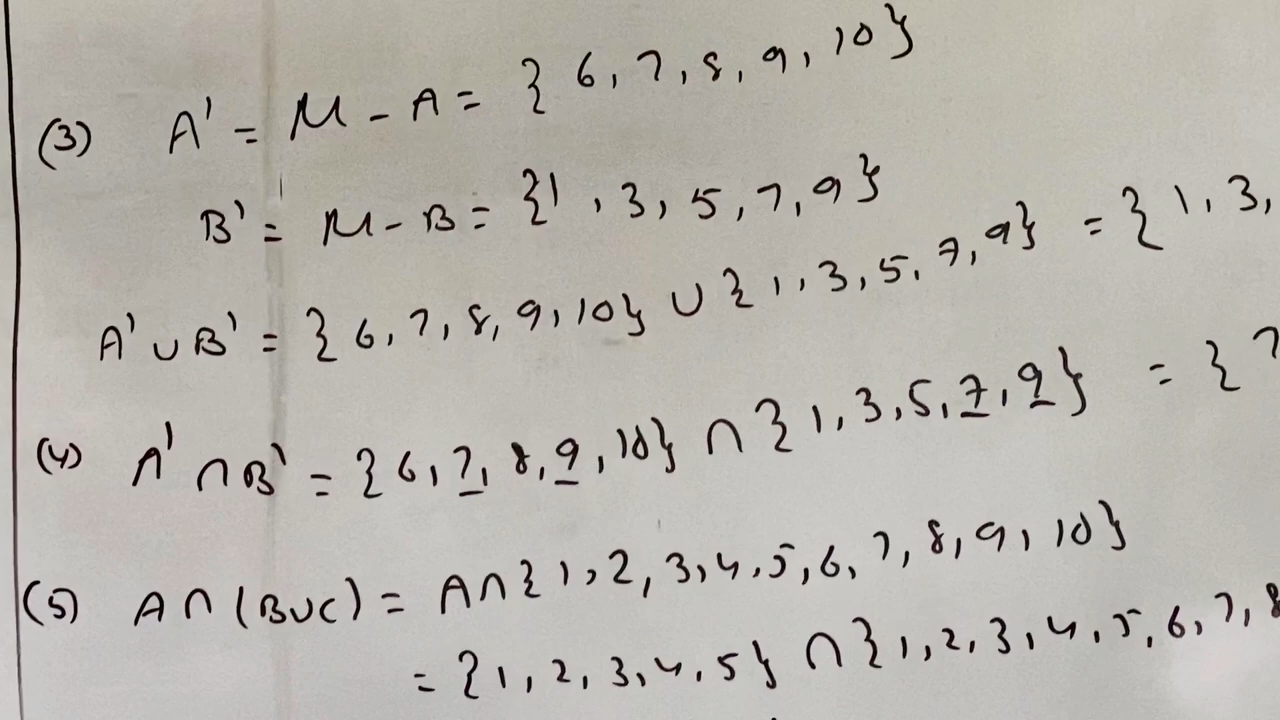 (3) A' = μ - A = { 6, 7, 8, 9, 10}
B' = μ - B = {1, 3, 5, 7, 9}
A' ∪ B' = {6, 7, 8, 9, 10} ∪ {1, 3, 5, 7, 9} = {1, 3,
(4) A' ∩ B' = {6, 7, 8, 9, 10} ∩ {1, 3, 5, 7, 9} = {7
(5) A ∩ (B∪C) = A ∩ {1, 2, 3, 4, 5, 6, 7, 8, 9, 10}
= {1, 2, 3, 4, 5} ∩ {1, 2, 3, 4, 5, 6, 7, 8